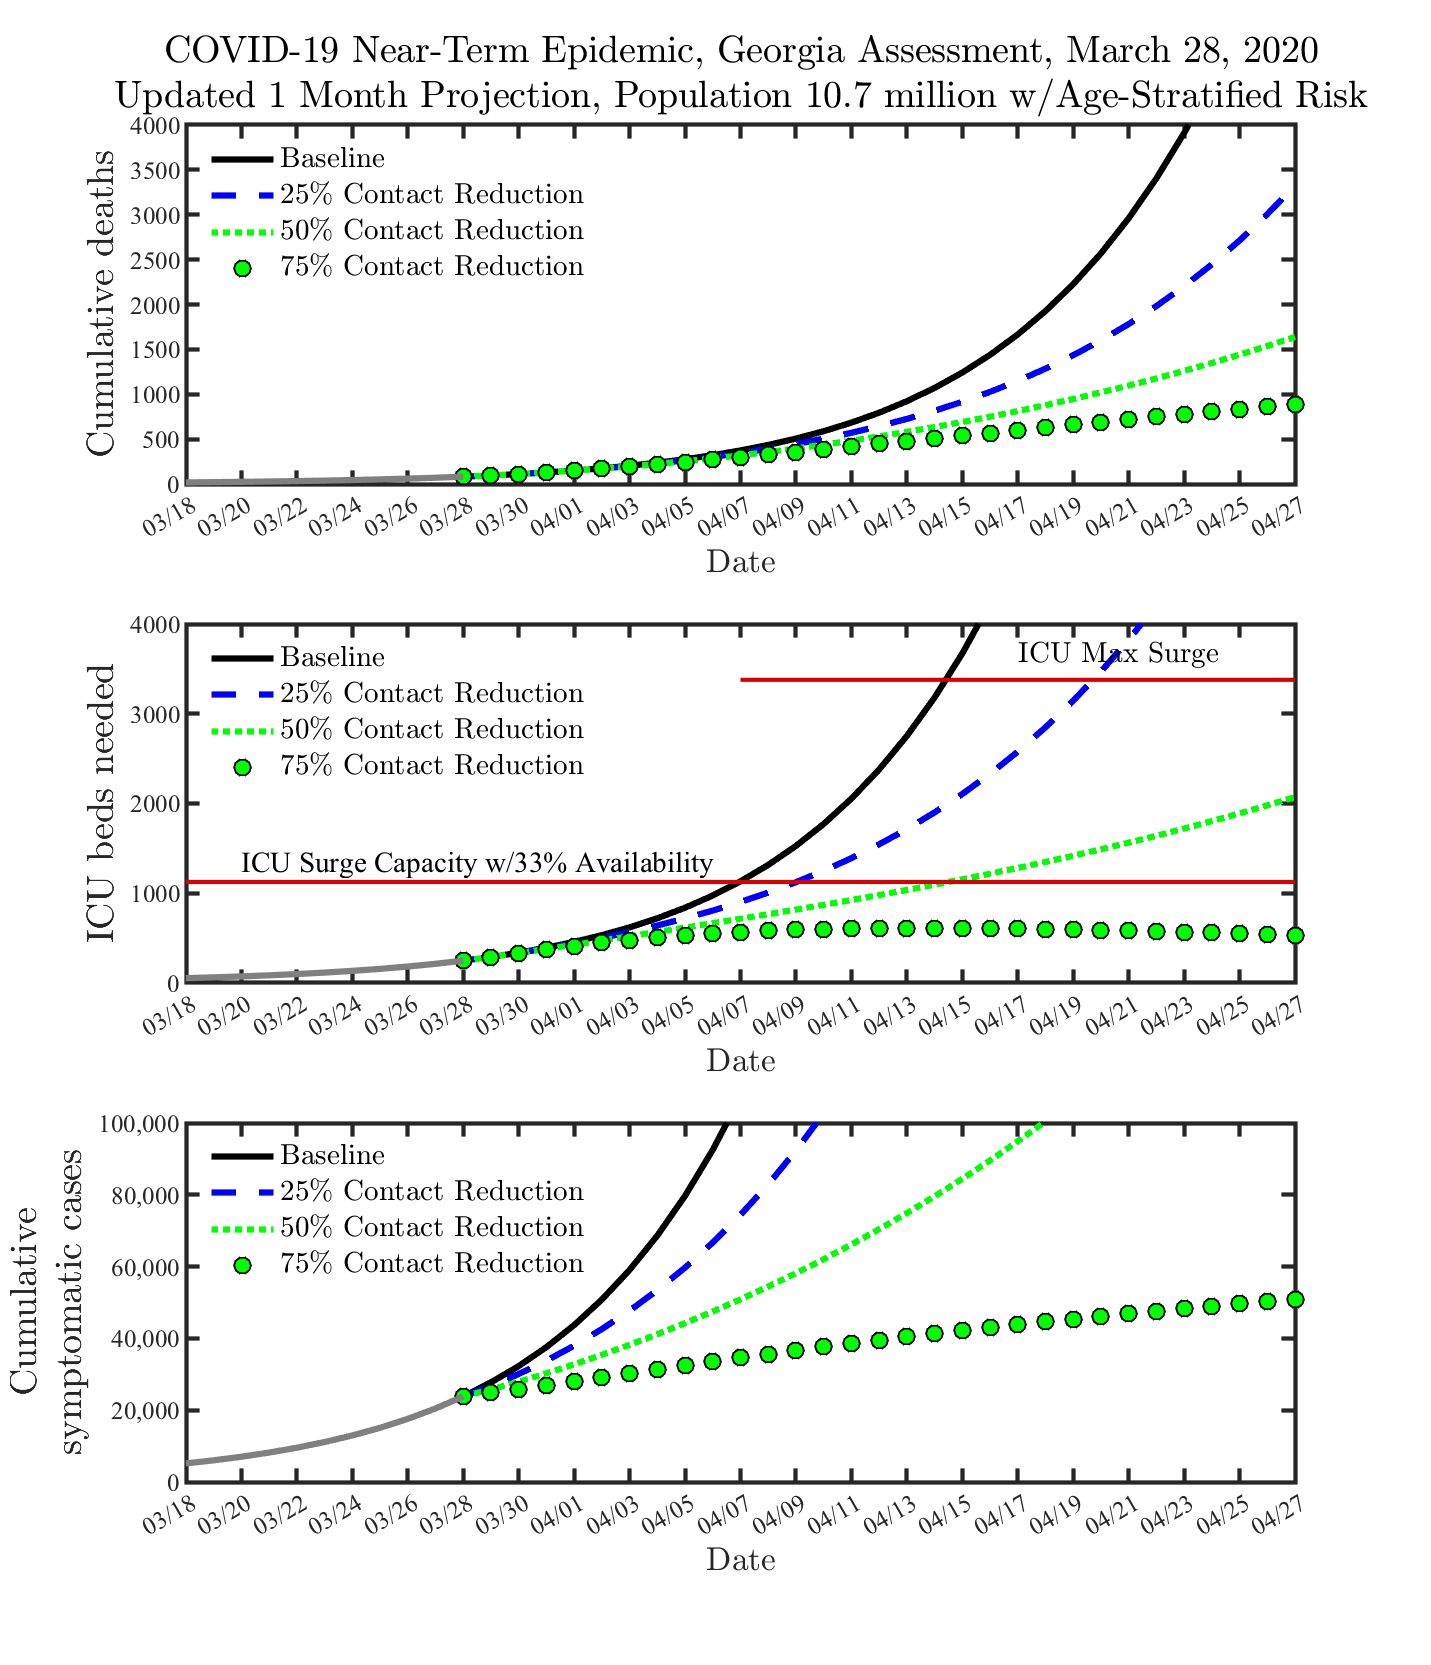 COVID-19 Near-Term Epidemic, Georgia Assessment, March 28, 2020
Updated 1 Month Projection, Population 10.7 million w/Age-Stratified Risk
Cumulative deaths
4000
3500
3000
2500
2000
1500
1000
500
0
Baseline
25% Contact Reduction
50% Contact Reduction
75% Contact Reduction
03/18 03/20 03/22 03/24 03/26 03/28 03/30 04/01 04/03 04/05 04/07 04/09 04/11 04/13 04/15 04/17 04/19 04/21 04/23 04/25 04/27
Date
ICU beds needed
4000
3000
2000
1000
0
Baseline
25% Contact Reduction
50% Contact Reduction
75% Contact Reduction
ICU Max Surge
ICU Surge Capacity w/33% Availability
03/18 03/20 03/22 03/24 03/26 03/28 03/30 04/01 04/03 04/05 04/07 04/09 04/11 04/13 04/15 04/17 04/19 04/21 04/23 04/25 04/27
Date
Cumulative
symptomatic cases
100,000
80,000
60,000
40,000
20,000
0
Baseline
25% Contact Reduction
50% Contact Reduction
75% Contact Reduction
03/18 03/20 03/22 03/24 03/26 03/28 03/30 04/01 04/03 04/05 04/07 04/09 04/11 04/13 04/15 04/17 04/19 04/21 04/23 04/25 04/27
Date